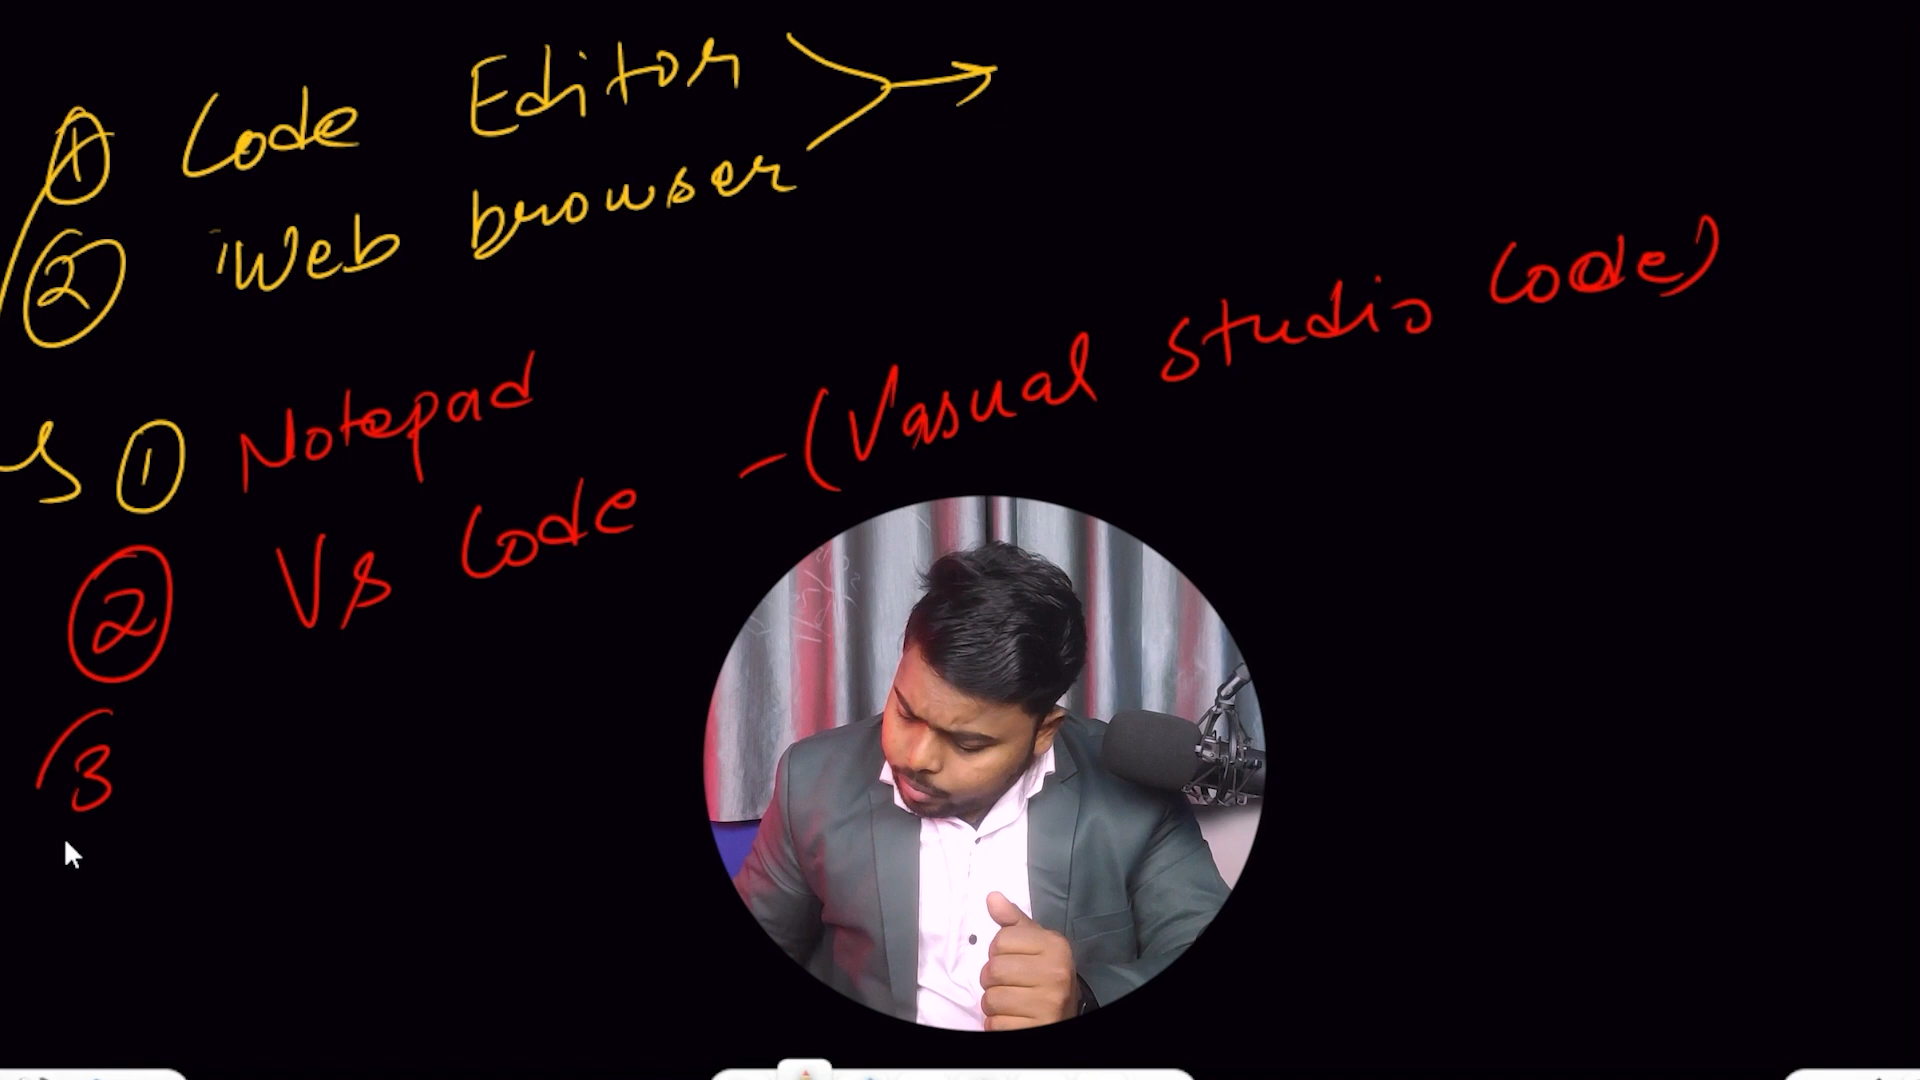 ① Code Editor
② Web browser
① Notepad
② Vs Code - (Vasual Studio Code)
3